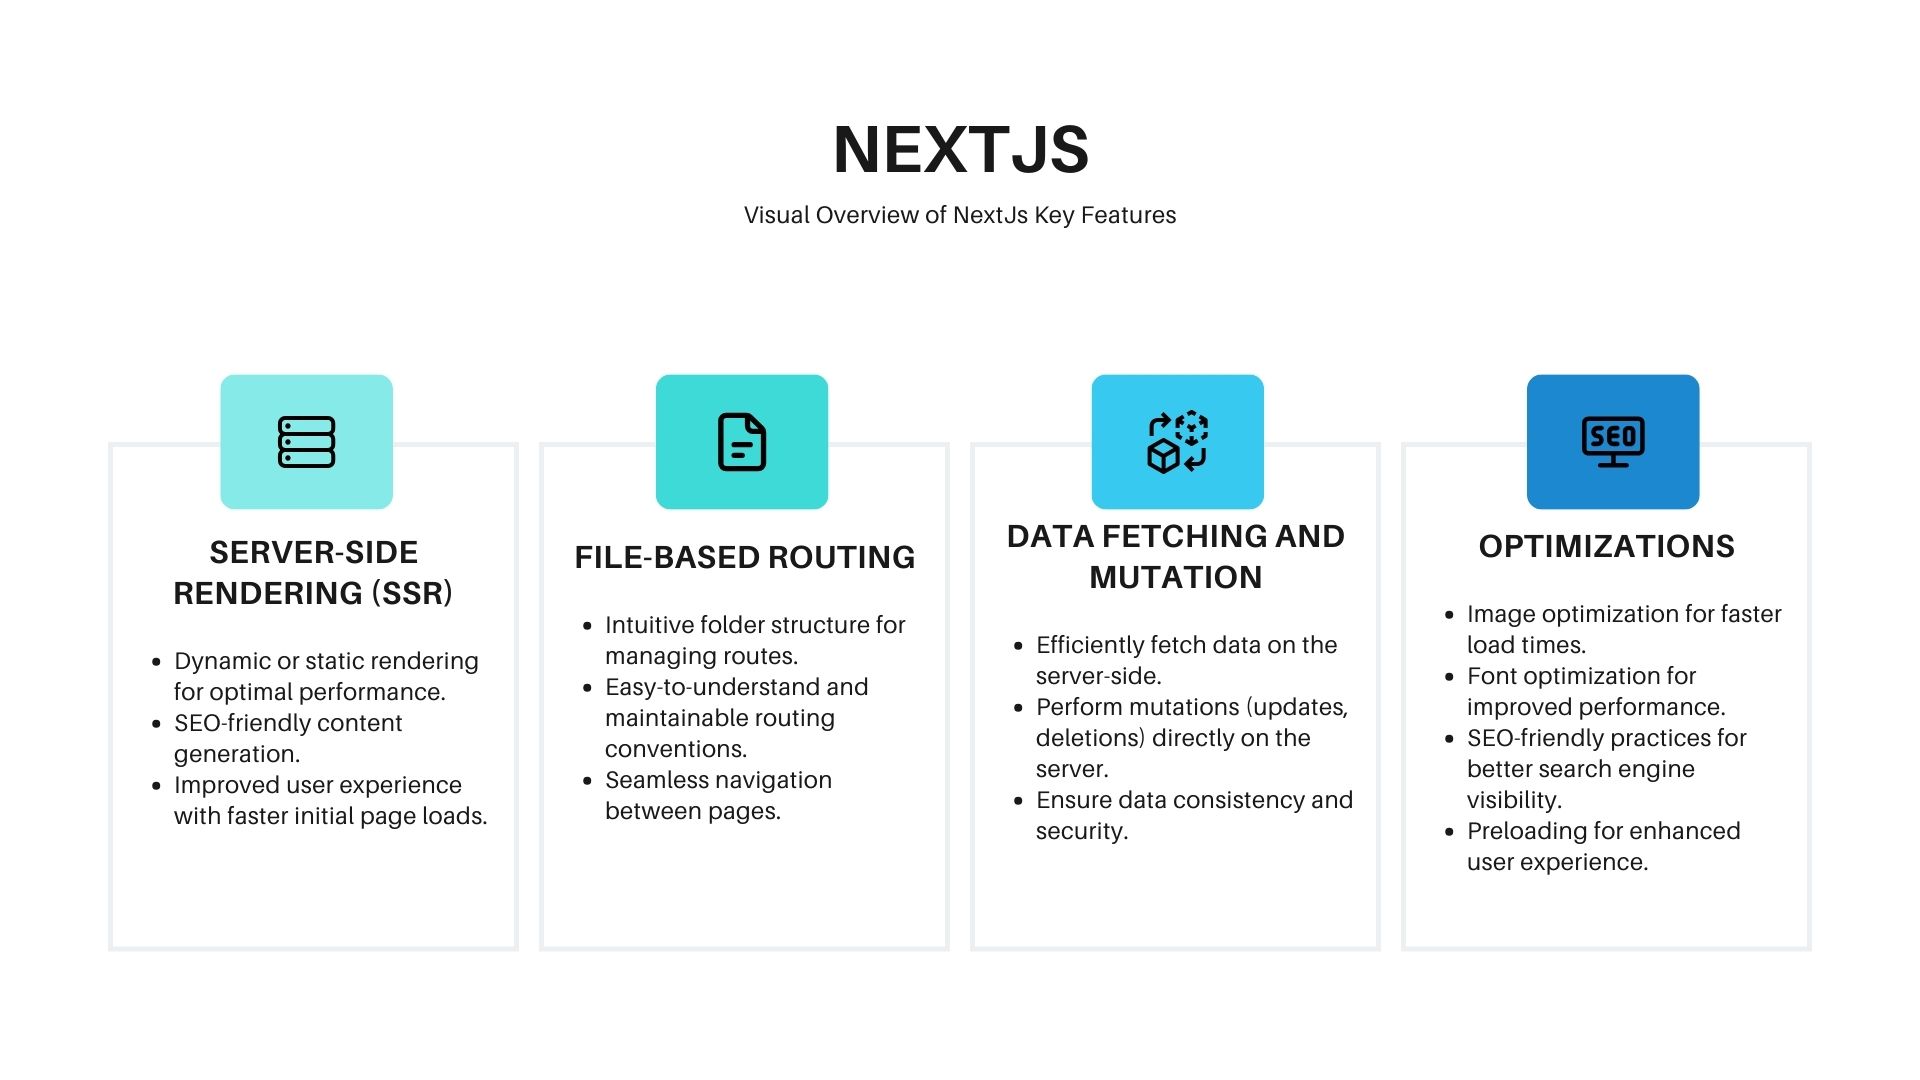 NEXTJS
Visual Overview of NextJs Key Features
SERVER-SIDE
RENDERING (SSR)
• Dynamic or static rendering
for optimal performance.
• SEO-friendly content
generation.
• Improved user experience
with faster initial page loads.
FILE-BASED ROUTING
• Intuitive folder structure for
managing routes.
• Easy-to-understand and
maintainable routing
conventions.
• Seamless navigation
between pages.
DATA FETCHING AND
MUTATION
• Efficiently fetch data on the
server-side.
• Perform mutations (updates,
deletions) directly on the
server.
• Ensure data consistency and
security.
SEO
OPTIMIZATIONS
• Image optimization for faster
load times.
• Font optimization for
improved performance.
• SEO-friendly practices for
better search engine
visibility.
• Preloading for enhanced
user experience.